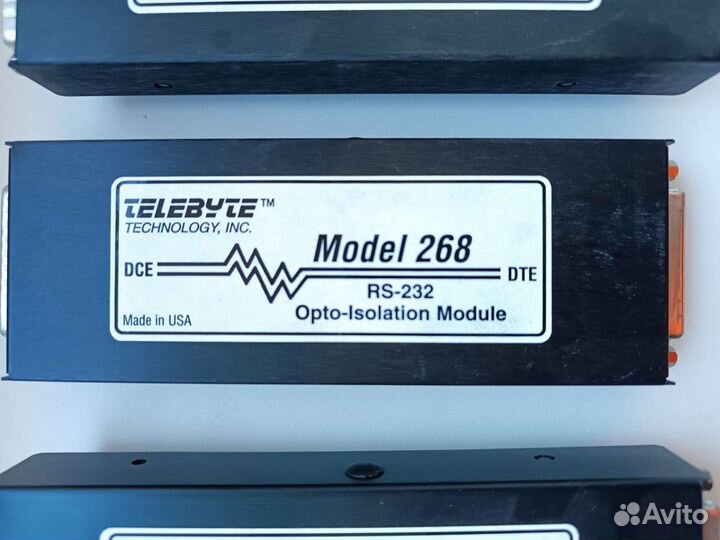 TELEBYTE™
TECHNOLOGY, INC.
Model 268
DCE
DTE
RS-232
Opto-Isolation Module
Made in USA
Avito